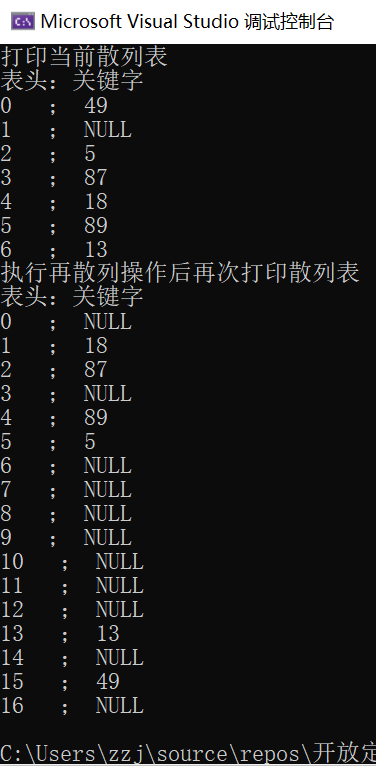 Microsoft Visual Studio 调试控制台
打印当前散列表
表头：关键字
0 ； 49
1 ； NULL
2 ； 5
3 ； 87
4 ； 18
5 ； 89
6 ； 13
执行再散列操作后再次打印散列表
表头：关键字
0 ； NULL
1 ； 18
2 ； 87
3 ； NULL
4 ； 89
5 ； 5
6 ； NULL
7 ； NULL
8 ； NULL
9 ； NULL
10 ； NULL
11 ； NULL
12 ； NULL
13 ； 13
14 ； NULL
15 ； 49
16 ； NULL
C:\Users\zzj\source\repos\开放定